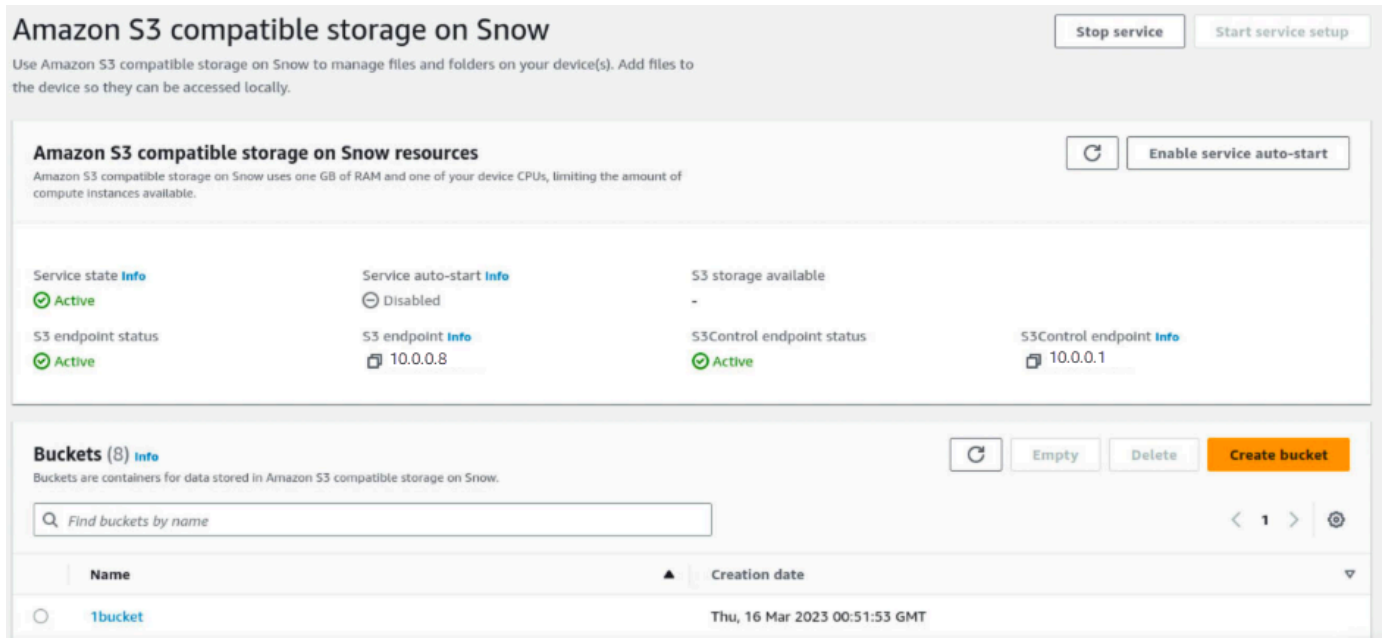 Amazon S3 compatible storage on Snow
Stop service
Start service setup
Use Amazon S3 compatible storage on Snow to manage files and folders on your device(s). Add files to
the device so they can be accessed locally.
Amazon S3 compatible storage on Snow resources
Enable service auto-start
Amazon S3 compatible storage on Snow uses one GB of RAM and one of your device CPUs, limiting the amount of
compute instances available.
Service state Info
Service auto-start Info
S3 storage available
Active
Disabled
-
S3 endpoint status
S3 endpoint Info
S3Control endpoint status
S3Control endpoint Info
Active
10.0.0.8
Active
10.0.0.1
Buckets (8) Info
Empty
Delete
Create bucket
Buckets are containers for data stored in Amazon S3 compatible storage on Snow.
Find buckets by name
1
Name
Creation date
1bucket
Thu, 16 Mar 2023 00:51:53 GMT